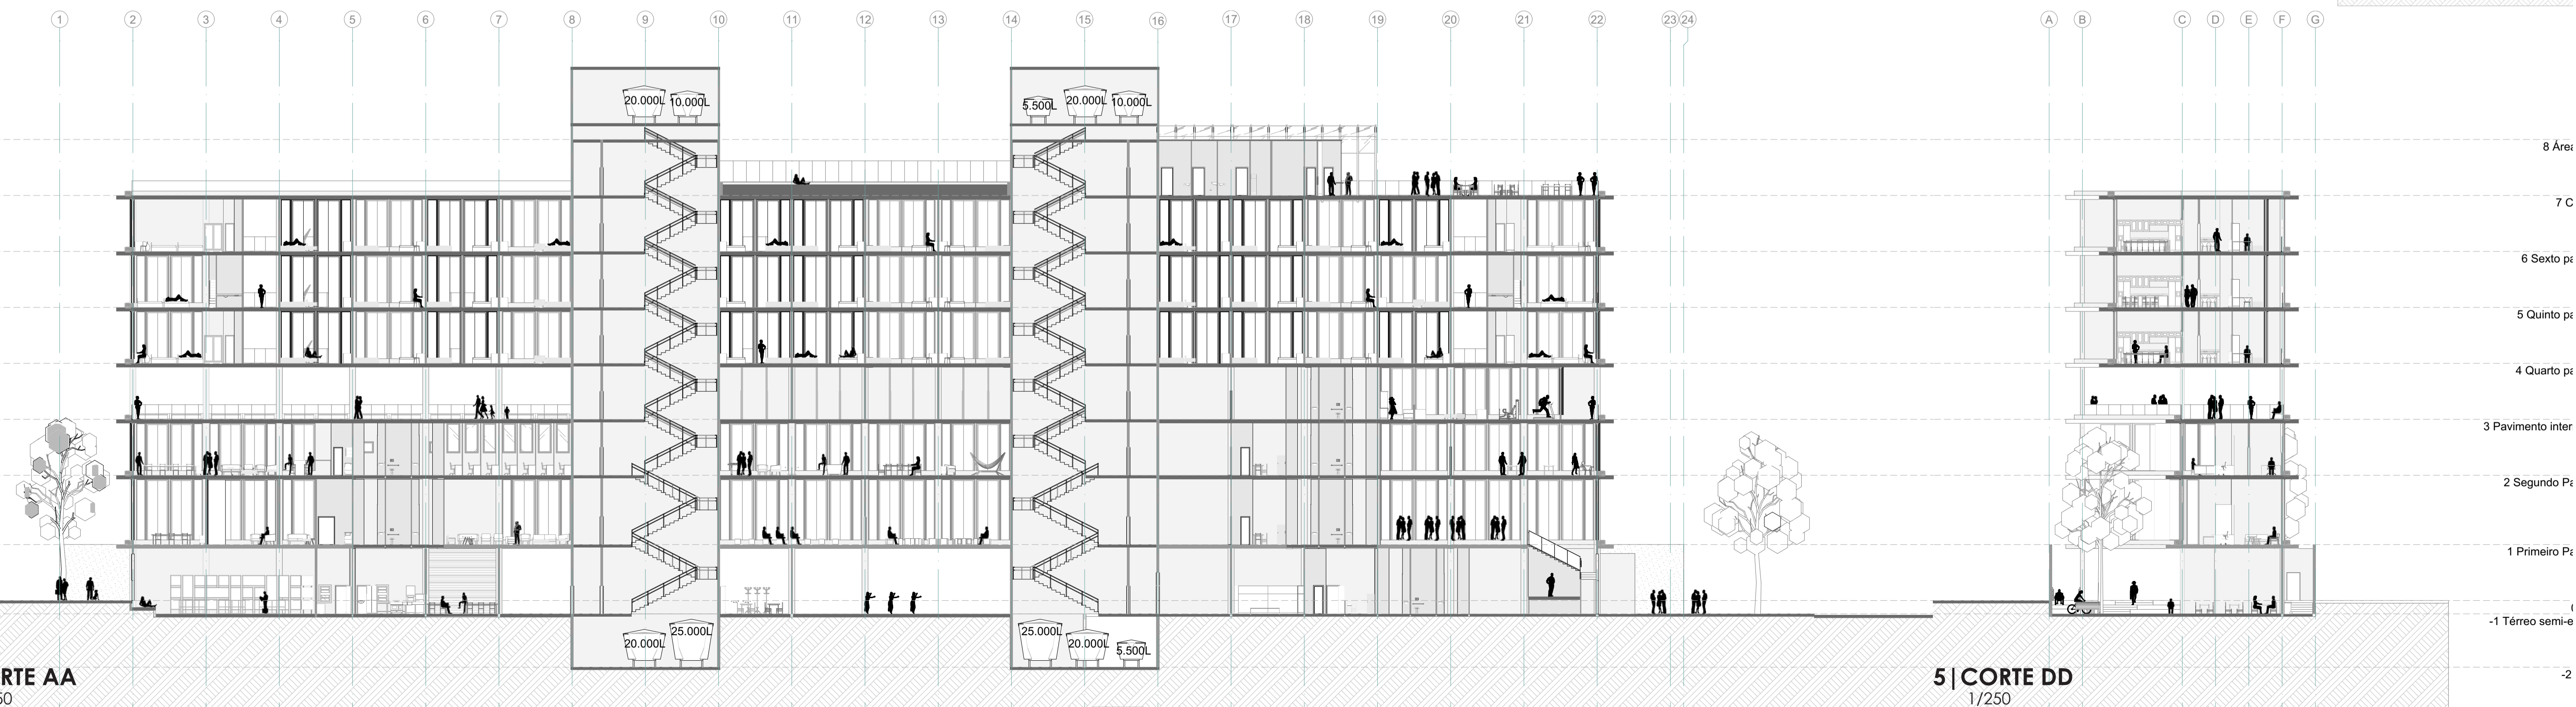 1 2 3 4 5 6 7 8 9 10 11 12 13 14 15 16 17 18 19 20 21 22 23 24 A B C D E F G
20.000L 10.000L 5.500L 20.000L 10.000L
8 Áre
7 C
6 Sexto pa
5 Quinto pa
4 Quarto pa
3 Pavimento inter
2 Segundo Pa
1 Primeiro Pa
-1 Térreo semi-e
20.000L 25.000L 25.000L 20.000L 5.500L
-2
RTE AA
50
5|CORTE DD
1/250